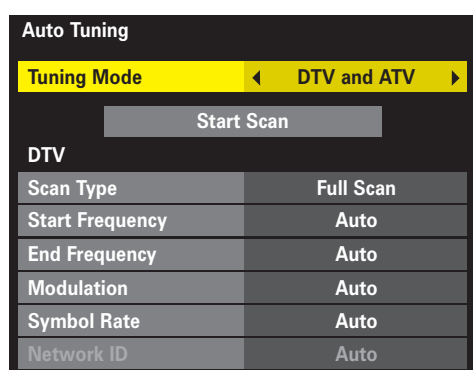 Auto Tuning
Tuning Mode DTV and ATV
Start Scan
DTV
Scan Type Full Scan
Start Frequency Auto
End Frequency Auto
Modulation Auto
Symbol Rate Auto
Network ID Auto